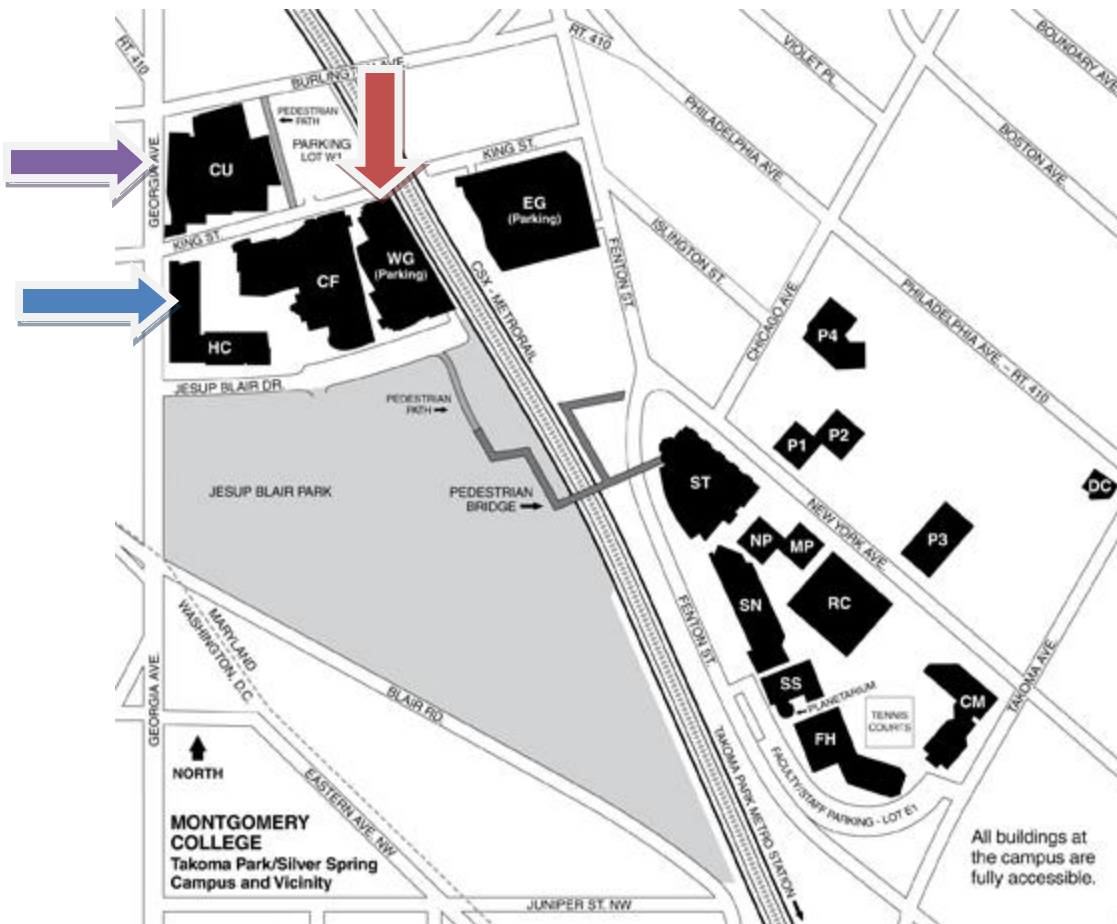 RT. 410
BURLINGTON AVE.
RT. 410
VIOLET PL.
BOUNDARY AVE.
PHILADELPHIA AVE.
BOSTON AVE.
PEDESTRIAN
← PATH
PARKING
LOT W1
GEORGIA AVE.
CU
KING ST.
EG
(Parking)
KING ST.
CF
WG
(Parking)
HC
JESUP BLAIR DR.
CSX - METRORAIL
FENTON ST.
ISLINGTON ST.
CHICAGO AVE.
PHILADELPHIA AVE. – RT. 410
P4
PEDESTRIAN
PATH →
P1
P2
DC
JESUP BLAIR PARK
PEDESTRIAN
BRIDGE →
ST
NEW YORK AVE.
NP
MP
P3
SN
RC
FENTON ST.
MARYLAND
WASHINGTON, D.C.
SS
← PLANETARIUM
TENNIS
COURTS
CM
TAKOMA AVE.
FH
GEORGIA AVE.
BLAIR RD.
NORTH
EASTERN AVE. NW
TAKOMA PARK METRO STATION →
FACULTY/STAFF PARKING - LOT E1
MONTGOMERY
COLLEGE
Takoma Park/Silver Spring
Campus and Vicinity
All buildings at
the campus are
fully accessible.
JUNIPER ST. NW